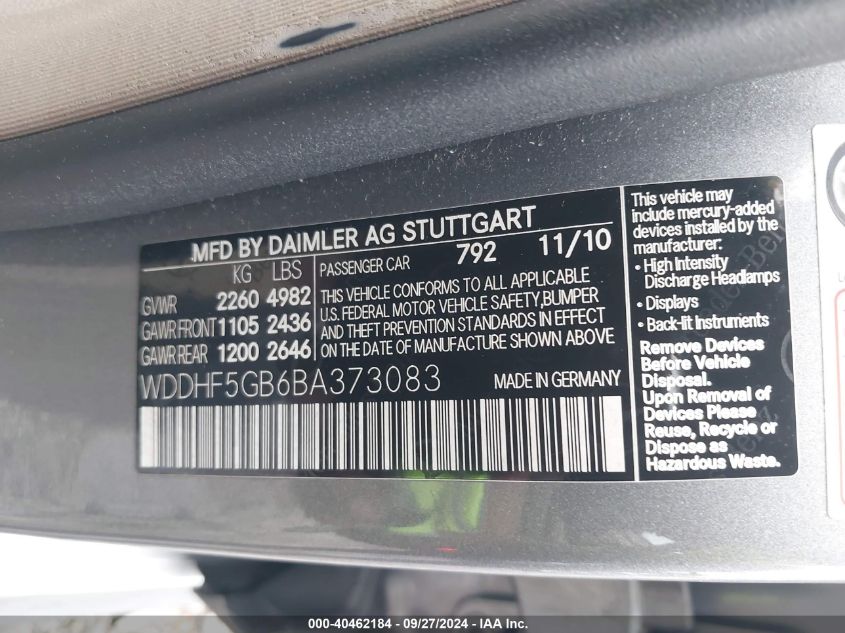 MFD BY DAIMLER AG STUTTGART
KG LBS
GVWR 2260 4982
GAWR FRONT 1105 2436
GAWR REAR 1200 2646
PASSENGER CAR 792 11/10
THIS VEHICLE CONFORMS TO ALL APPLICABLE
U.S. FEDERAL MOTOR VEHICLE SAFETY,BUMPER
AND THEFT PREVENTION STANDARDS IN EFFECT
ON THE DATE OF MANUFACTURE SHOWN ABOVE
WDDHF5GB6BA373083 MADE IN GERMANY
This vehicle may
include mercury-added
devices installed by the
manufacturer:
• High Intensity
Discharge Headlamps
• Displays
• Back-lit Instruments
Remove Devices
Before Vehicle
Disposal.
Upon Removal of
Devices Please
Reuse, Recycle or
Dispose as
Hazardous Waste.
000-40462184 - 09/27/2024 - IAA Inc.